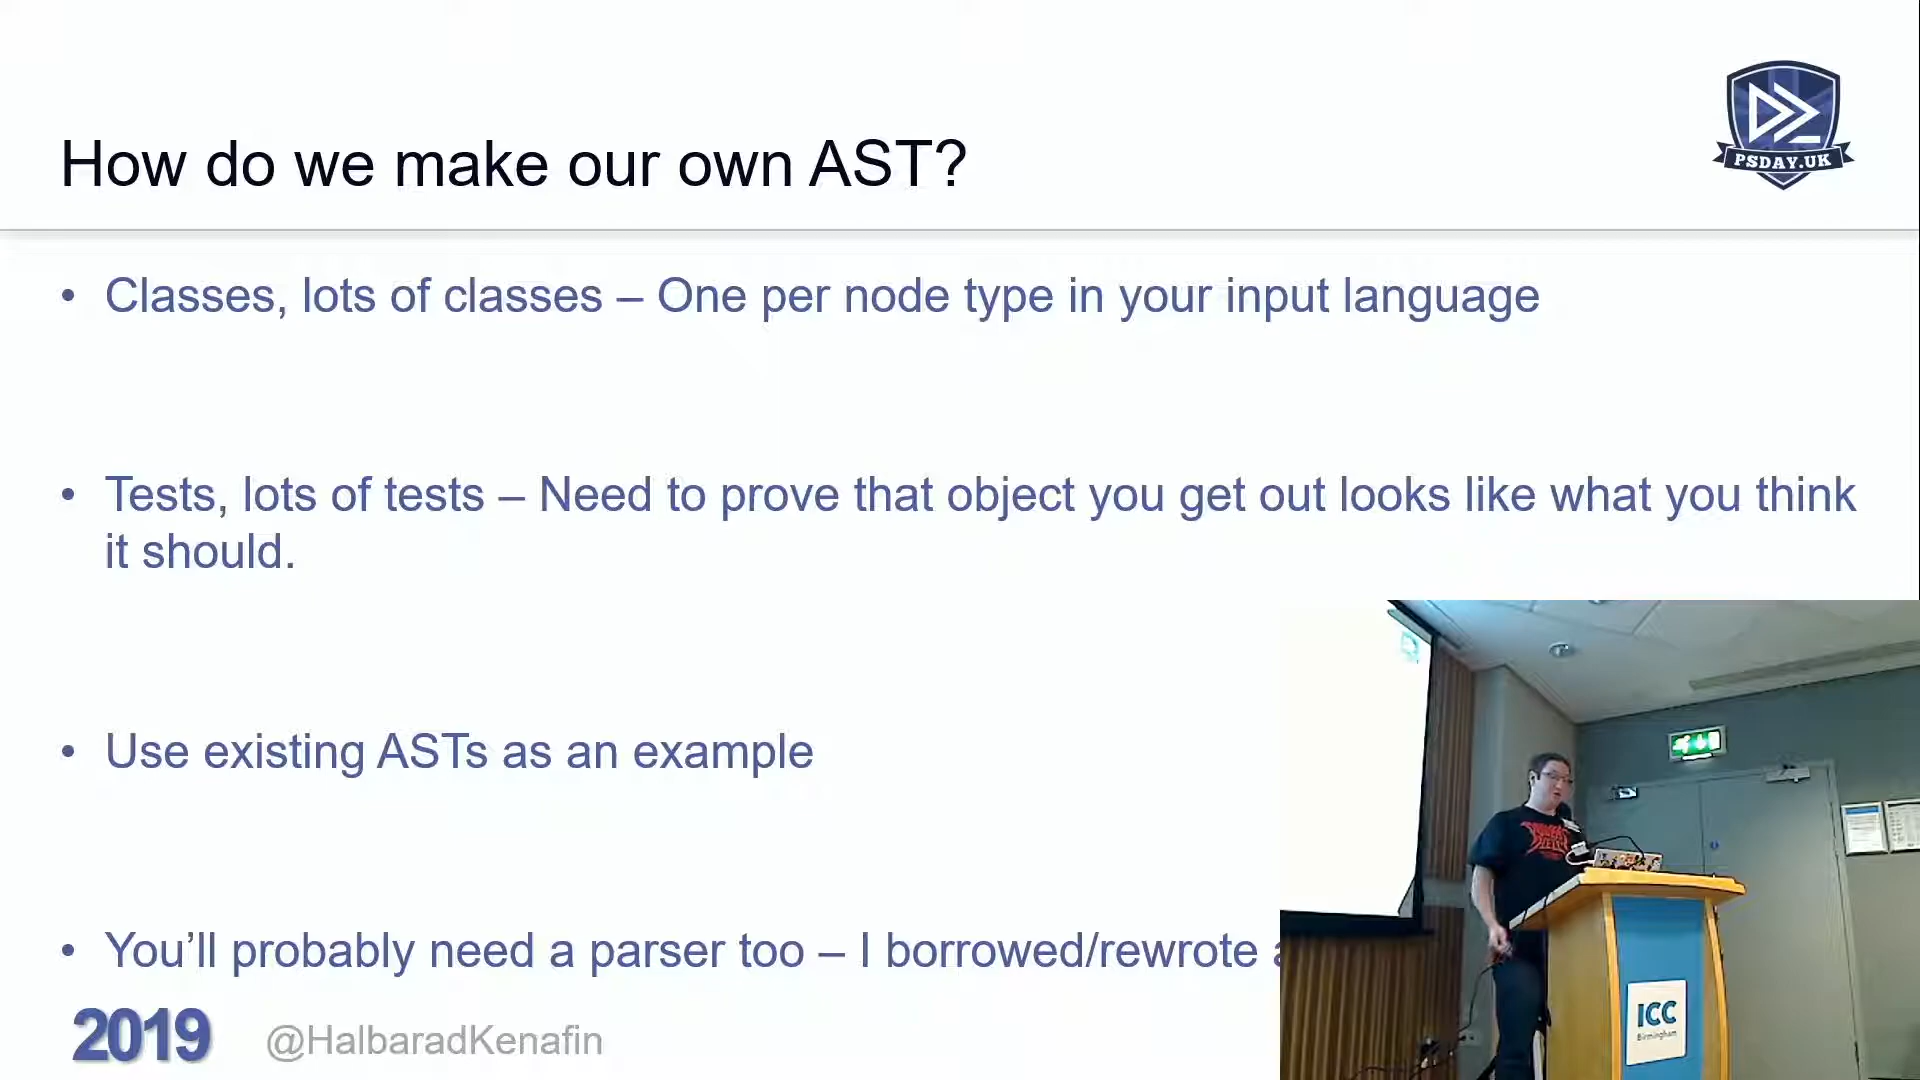 PSDAY.UK
How do we make our own AST?
• Classes, lots of classes – One per node type in your input language
• Tests, lots of tests – Need to prove that object you get out looks like what you think
it should.
• Use existing ASTs as an example
• You’ll probably need a parser too – I borrowed/rewrote
2019
@HalbaradKenafin
ICC
Birmingham